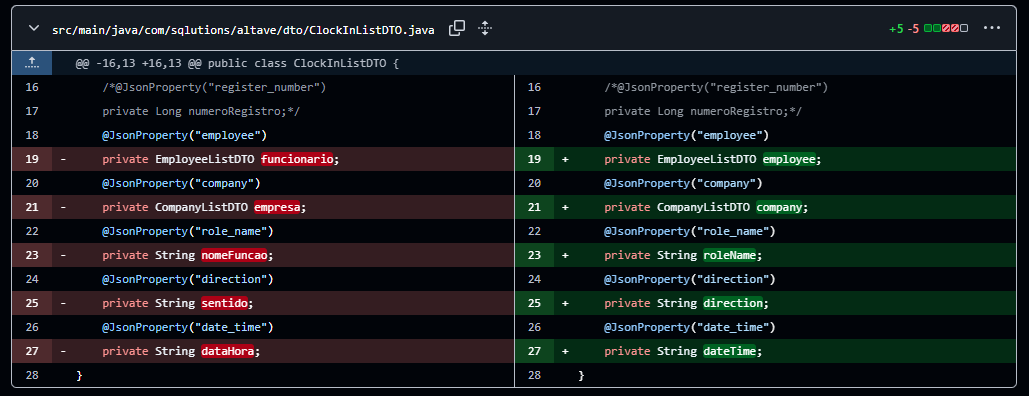 src/main/java/com/sqlutions/altave/dto/ClockInListDTO.java +5 -5
@@ -16,13 +16,13 @@ public class ClockInListDTO {
16 /*@JsonProperty("register_number")
17 private Long numeroRegistro;*/
18 @JsonProperty("employee")
19 - private EmployeeListDTO funcionario;
20 @JsonProperty("company")
21 - private CompanyListDTO empresa;
22 @JsonProperty("role_name")
23 - private String nomeFuncao;
24 @JsonProperty("direction")
25 - private String sentido;
26 @JsonProperty("date_time")
27 - private String dataHora;
28 }
16 /*@JsonProperty("register_number")
17 private Long numeroRegistro;*/
18 @JsonProperty("employee")
19 + private EmployeeListDTO employee;
20 @JsonProperty("company")
21 + private CompanyListDTO company;
22 @JsonProperty("role_name")
23 + private String roleName;
24 @JsonProperty("direction")
25 + private String direction;
26 @JsonProperty("date_time")
27 + private String dateTime;
28 }